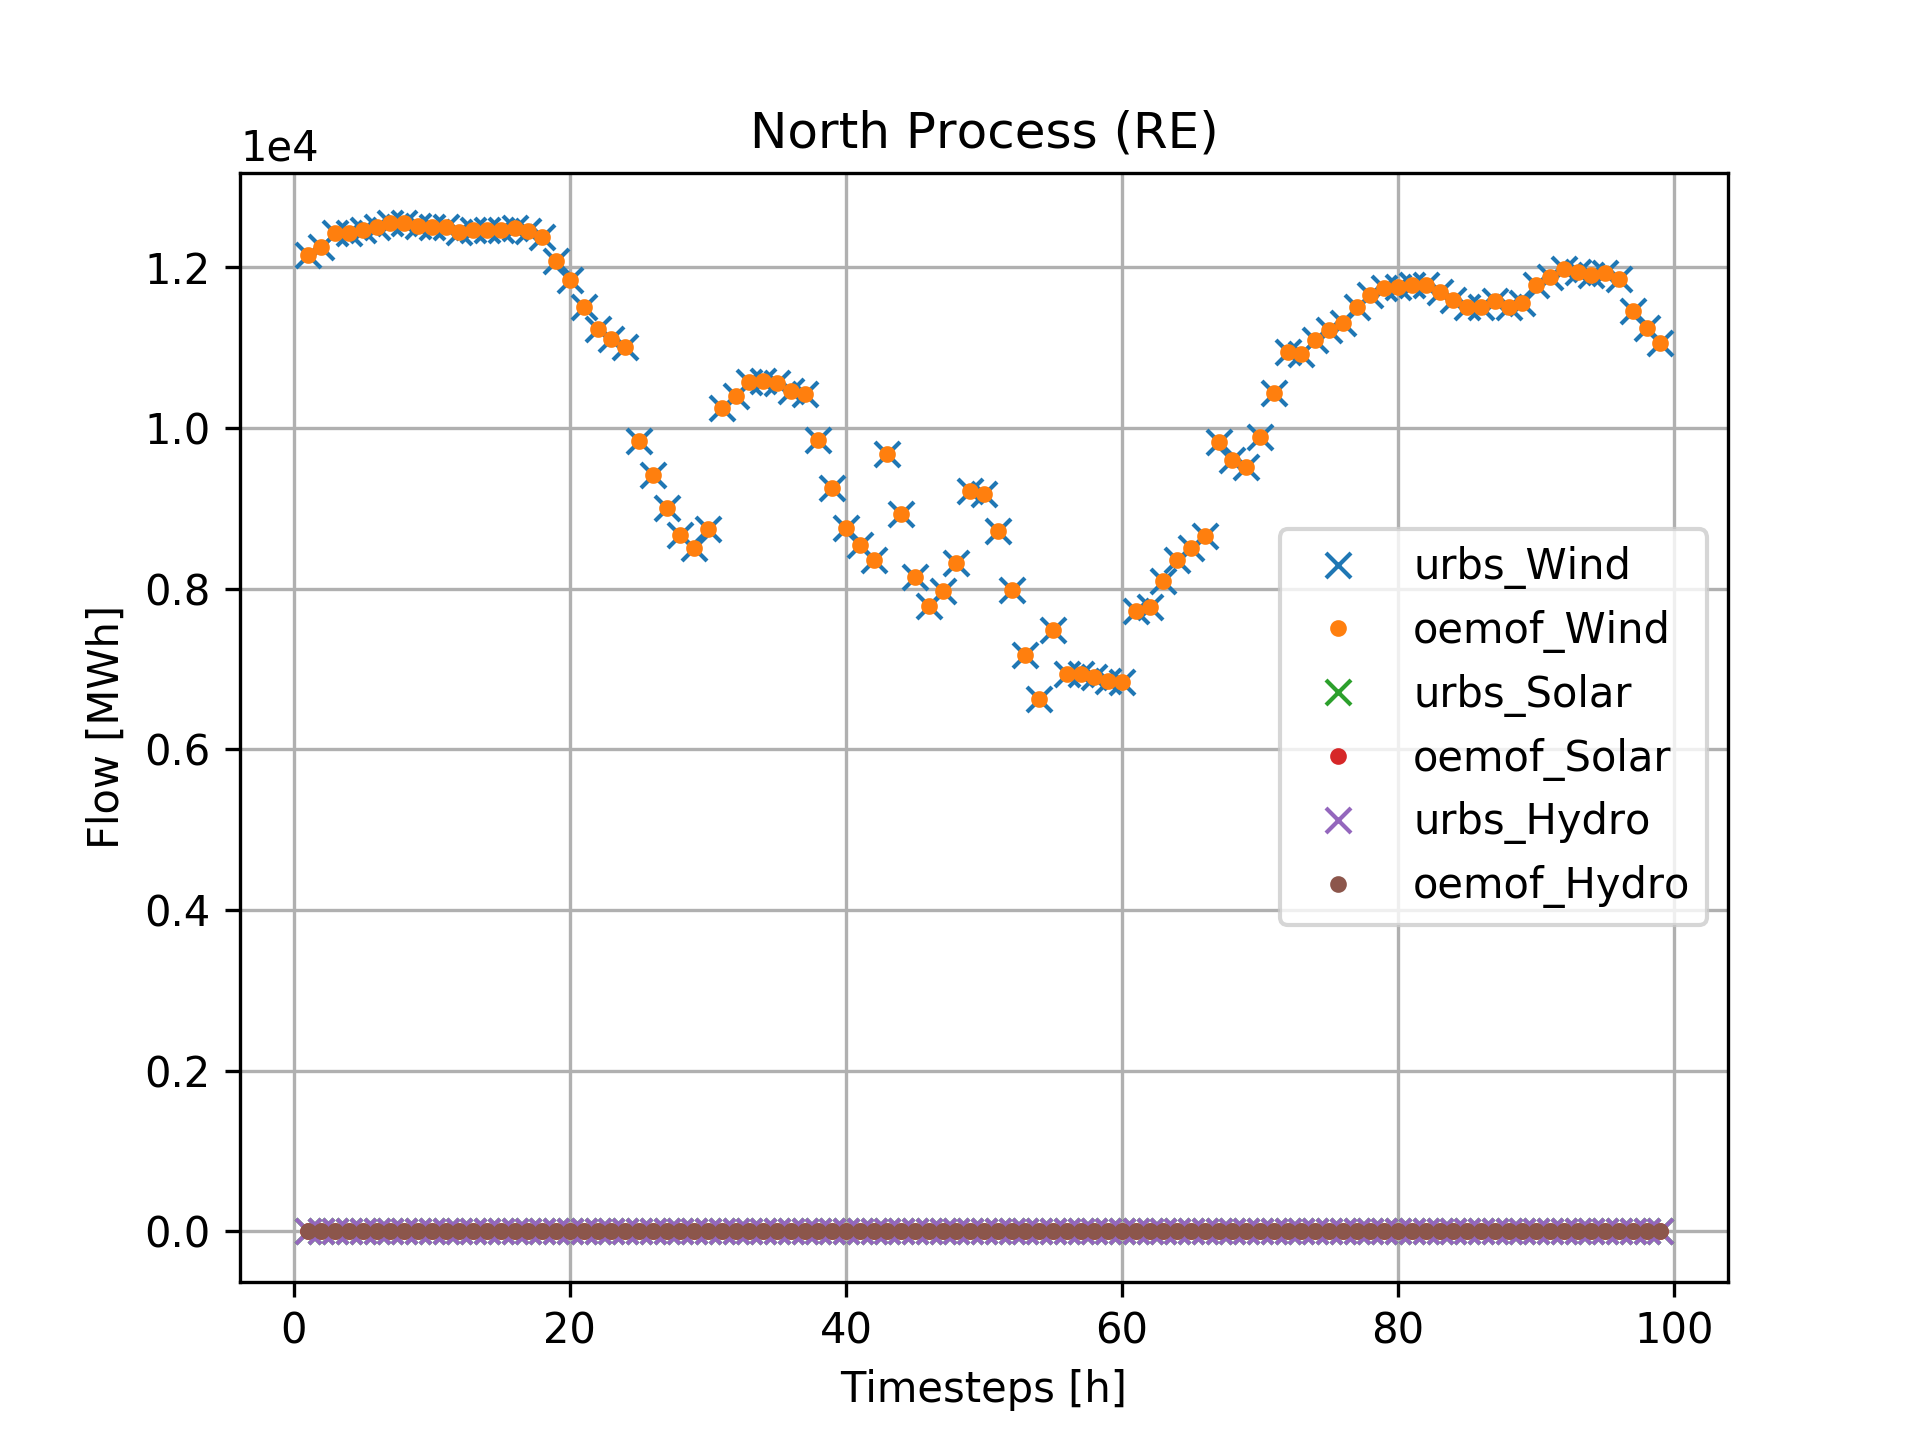 North Process (RE)
1e4
1.2
1.0
0.8
0.6
0.4
0.2
0.0
Flow [MWh]
urbs_Wind
oemof_Wind
urbs_Solar
oemof_Solar
urbs_Hydro
oemof_Hydro
0 20 40 60 80 100
Timesteps [h]